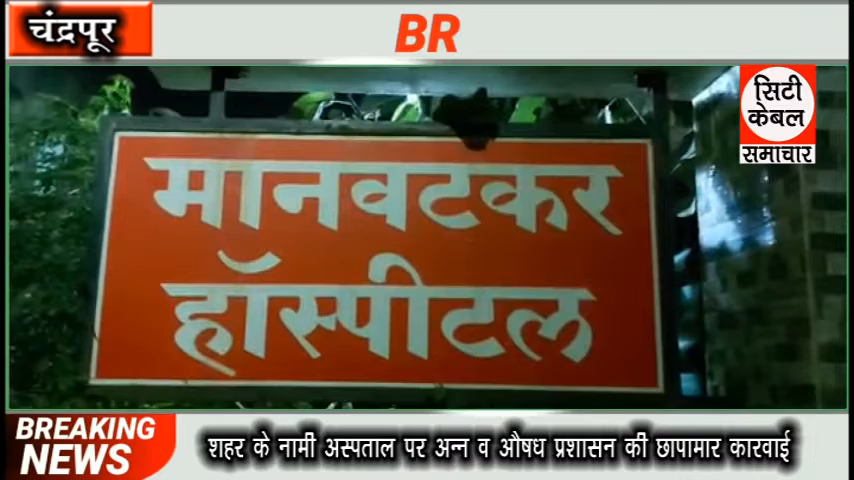 चंद्रपूर
BR
सिटी
केबल
समाचार
मानवटकर
हॉस्पीटल
BREAKING
NEWS
शहर के नामी अस्पताल पर अन्न व औषध प्रशासन की छापामार कारवाई